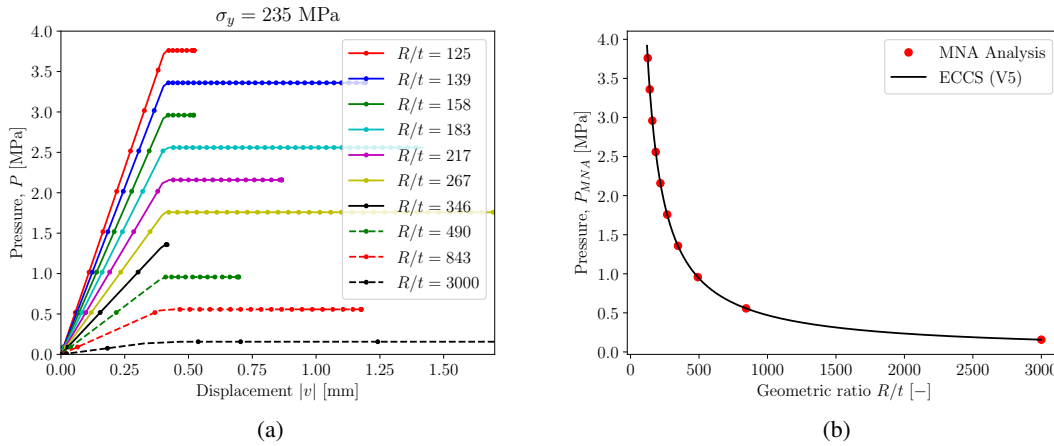 σ_y = 235 MPa
Pressure, P [MPa]
4.0
3.5
3.0
2.5
2.0
1.5
1.0
0.5
0.0
R/t = 125
R/t = 139
R/t = 158
R/t = 183
R/t = 217
R/t = 267
R/t = 346
R/t = 490
R/t = 843
R/t = 3000
0.00 0.25 0.50 0.75 1.00 1.25 1.50
Displacement |v| [mm]
(a)
Pressure, P_{MNA} [MPa]
4.0
3.5
3.0
2.5
2.0
1.5
1.0
0.5
0.0
MNA Analysis
ECCS (V5)
0 500 1000 1500 2000 2500 3000
Geometric ratio R/t [−]
(b)